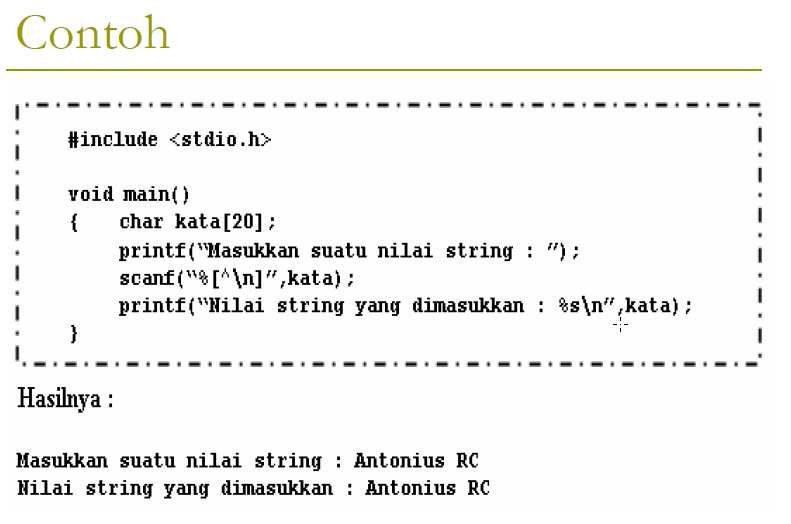 Contoh
#include <stdio.h>
void main()
{ char kata[20];
printf(“Masukkan suatu nilai string : ”);
scanf(“%[^\n]”,kata);
printf(“Nilai string yang dimasukkan : %s\n”,kata);
}
Hasilnya :
Masukkan suatu nilai string : Antonius RC
Nilai string yang dimasukkan : Antonius RC